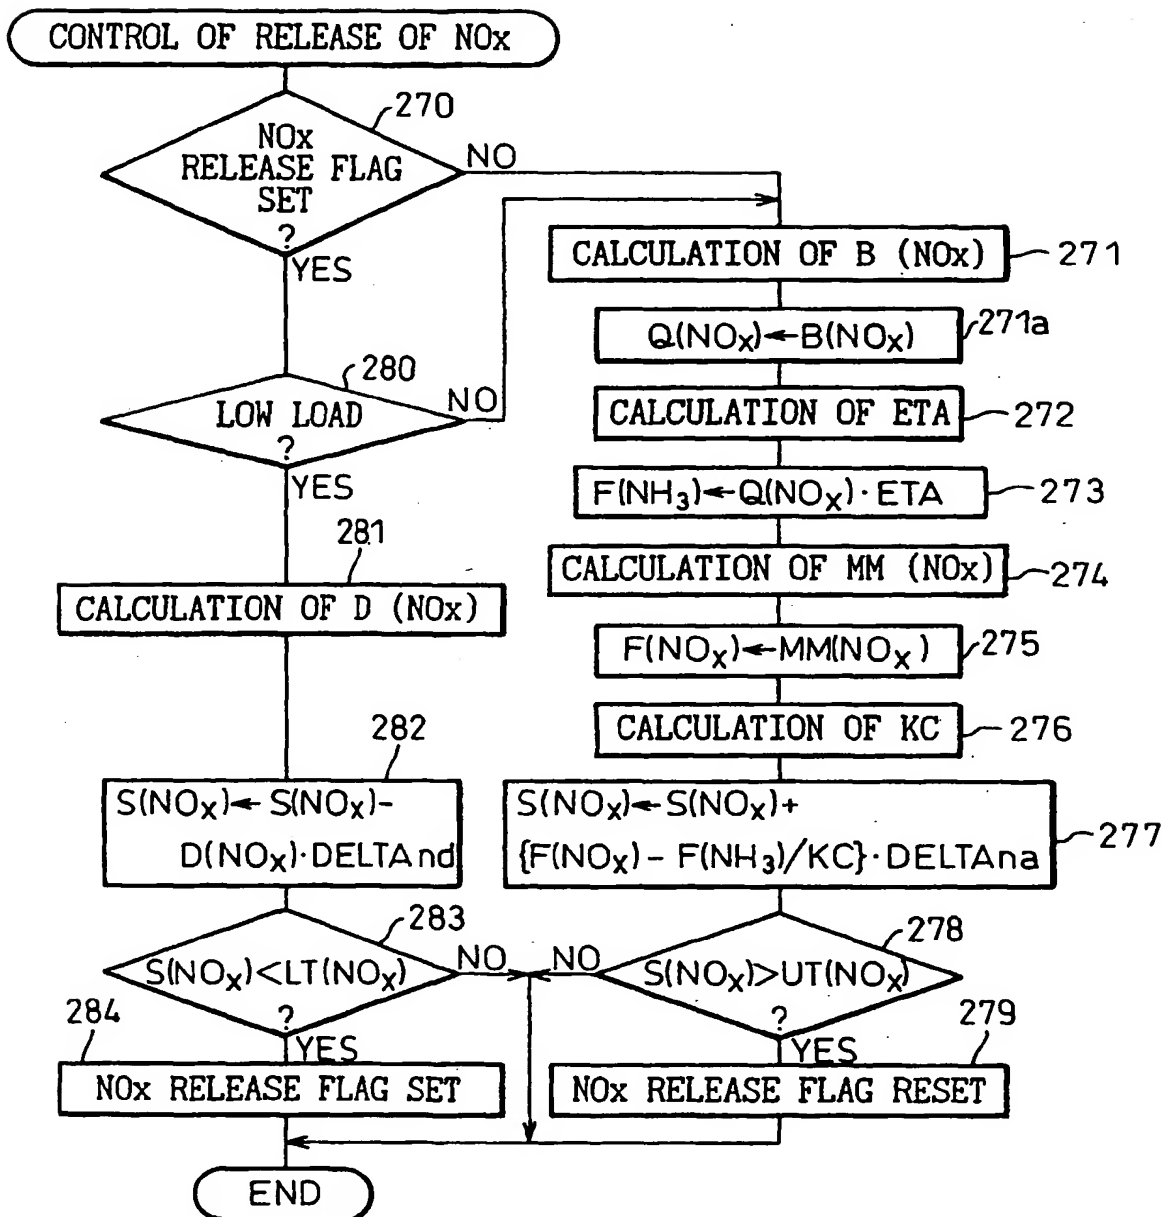 CONTROL OF RELEASE OF NOx
270
NOx
RELEASE FLAG
SET
?
NO
YES
CALCULATION OF B (NOx)
271
Q(NOx)←B(NOx)
271a
280
LOW LOAD
?
NO
YES
CALCULATION OF ETA
272
F(NH3)←Q(NOx)·ETA
273
281
CALCULATION OF D (NOx)
CALCULATION OF MM (NOx)
274
F(NOx)←MM(NOx)
275
CALCULATION OF KC
276
282
S(NOx)←S(NOx)-
D(NOx)·DELTAnd
S(NOx)←S(NOx)+
{F(NOx)-F(NH3)/KC}·DELTAna
277
283
S(NOx)<LT(NOx)
?
NO
YES
278
S(NOx)>UT(NOx)
?
NO
YES
284
NOx RELEASE FLAG SET
279
NOx RELEASE FLAG RESET
END